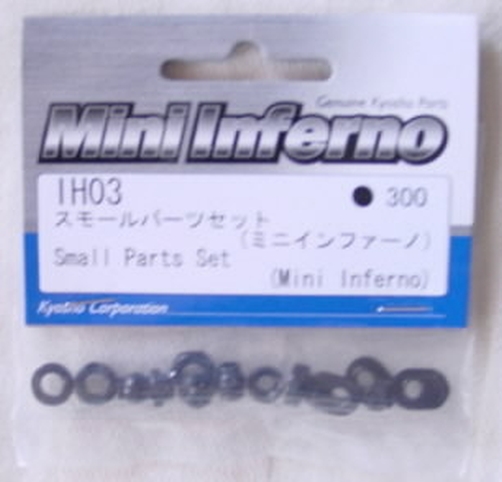 Genuine Kyosho Parts
Mini Inferno
IH03 ● 300
スモールパーツセット
(ミニインファーノ)
Small Parts Set
(Mini Inferno)
Kyosho Corporation